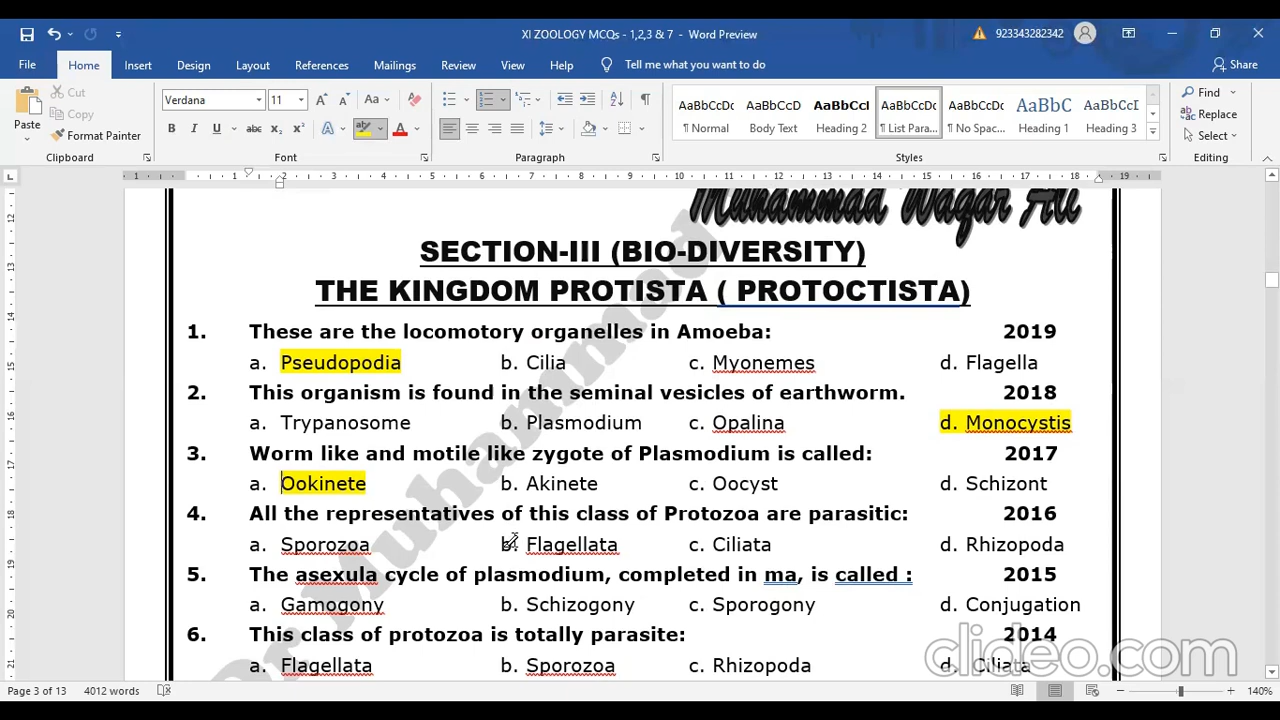 XI ZOOLOGY MCQs - 1,2,3 & 7 - Word Preview
923343282342
File Home Insert Design Layout References Mailings Review View Help Tell me what you want to do Share
Paste
Cut
Copy
Format Painter
Clipboard
Verdana 11
Font
Paragraph
AaBbCcDc AaBbCcD AaBbCcI AaBbCcDc AaBbCcDc AaBbC AaBbCcI
¶ Normal Body Text Heading 2 ¶ List Para... ¶ No Spac... Heading 1 Heading 3
Styles
Find
Replace
Select
Editing
Muhammad Waqar Ali
SECTION-III (BIO-DIVERSITY)
THE KINGDOM PROTISTA ( PROTOCTISTA)
1. These are the locomotory organelles in Amoeba: 2019
a. Pseudopodia b. Cilia c. Myonemes d. Flagella
2. This organism is found in the seminal vesicles of earthworm. 2018
a. Trypanosome b. Plasmodium c. Opalina d. Monocystis
3. Worm like and motile like zygote of Plasmodium is called: 2017
a. Ookinete b. Akinete c. Oocyst d. Schizont
4. All the representatives of this class of Protozoa are parasitic: 2016
a. Sporozoa b. Flagellata c. Ciliata d. Rhizopoda
5. The asexula cycle of plasmodium, completed in ma, is called : 2015
a. Gamogony b. Schizogony c. Sporogony d. Conjugation
6. This class of protozoa is totally parasite: 2014
a. Flagellata b. Sporozoa c. Rhizopoda d. Ciliata
Dr Muhammad
clideo.com
Page 3 of 13 4012 words 140%